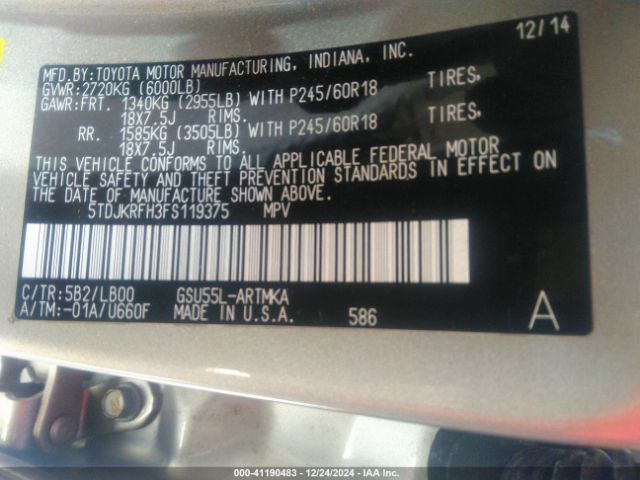 12/14
MFD.BY:TOYOTA MOTOR MANUFACTURING, INDIANA, INC.
GVWR:2720KG (6000LB)
GAWR:FRT. 1340KG (2955LB) WITH P245/60R18 TIRES,
18X7.5J RIMS.
RR. 1585KG (3505LB) WITH P245/60R18 TIRES,
18X7.5J RIMS.
THIS VEHICLE CONFORMS TO ALL APPLICABLE FEDERAL MOTOR
VEHICLE SAFETY AND THEFT PREVENTION STANDARDS IN EFFECT ON
THE DATE OF MANUFACTURE SHOWN ABOVE.
5TDJKRFH3FS119375 MPV
C/TR:5B2/LB00 GSU55L-ARTMKA
A/TM:-01A/U660F MADE IN U.S.A. 586 A
000-41190483 - 12/24/2024 - IAA Inc.